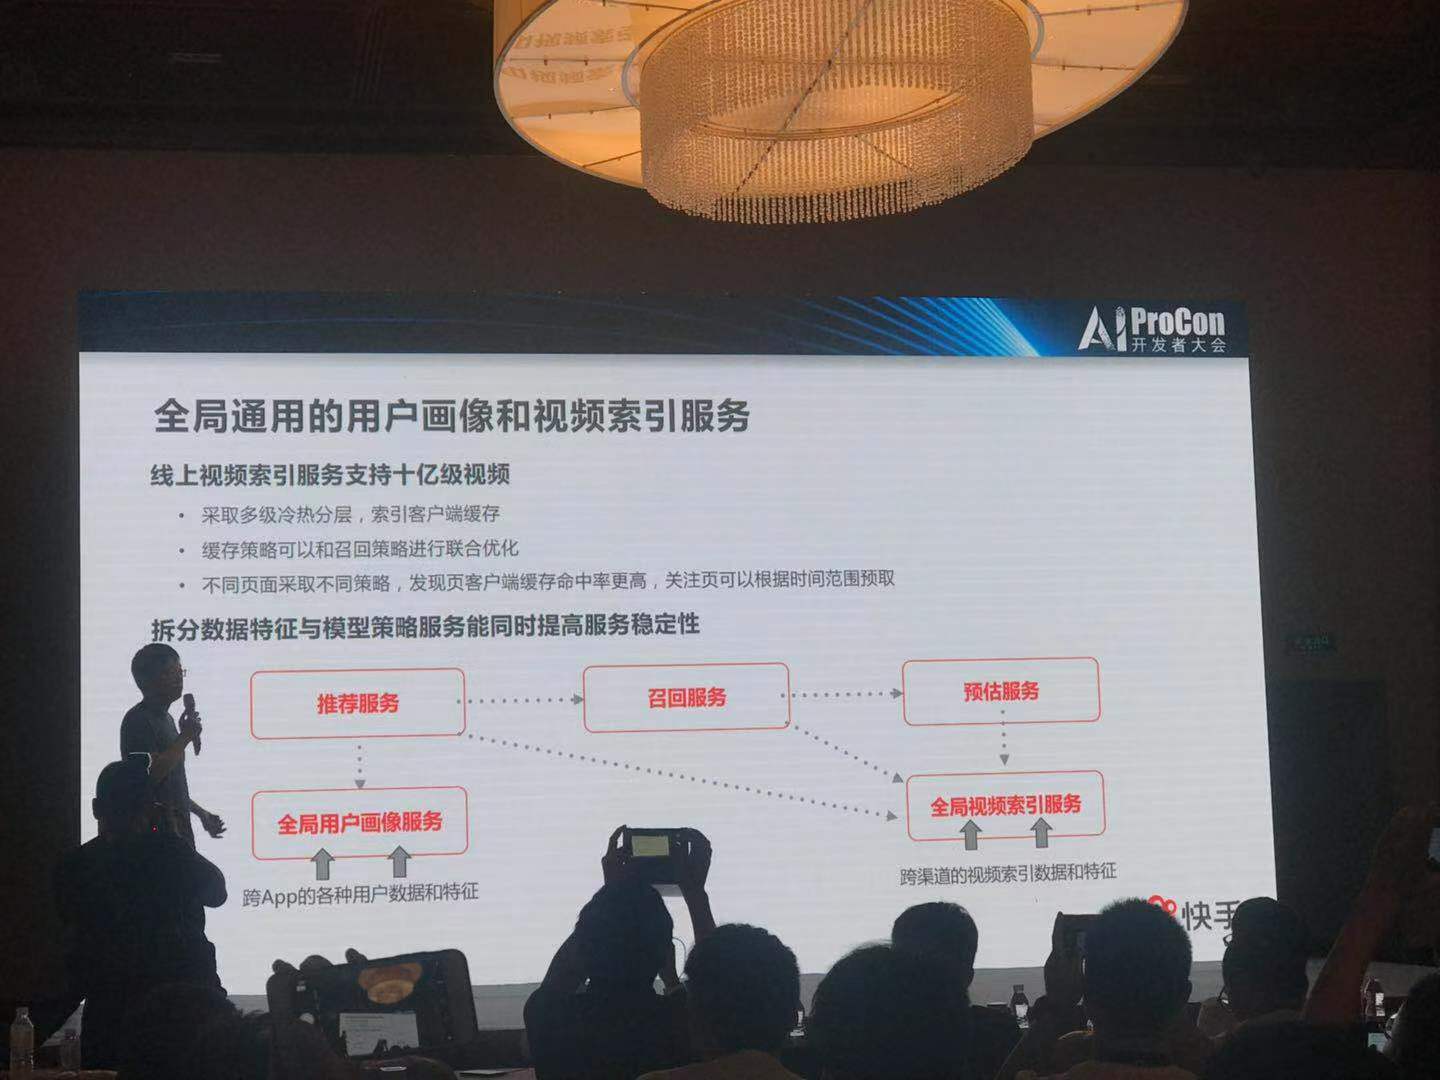 AI ProCon
开发者大会
全局通用的用户画像和视频索引服务
线上视频索引服务支持十亿级视频
• 采取多级冷热分层，索引客户端缓存
• 缓存策略可以和召回策略进行联合优化
• 不同页面采取不同策略，发现页客户端缓存命中率更高，关注页可以根据时间范围预取
拆分数据特征与模型策略服务能同时提高服务稳定性
推荐服务
召回服务
预估服务
全局用户画像服务
全局视频索引服务
跨App的各种用户数据和特征
跨渠道的视频索引数据和特征
快手